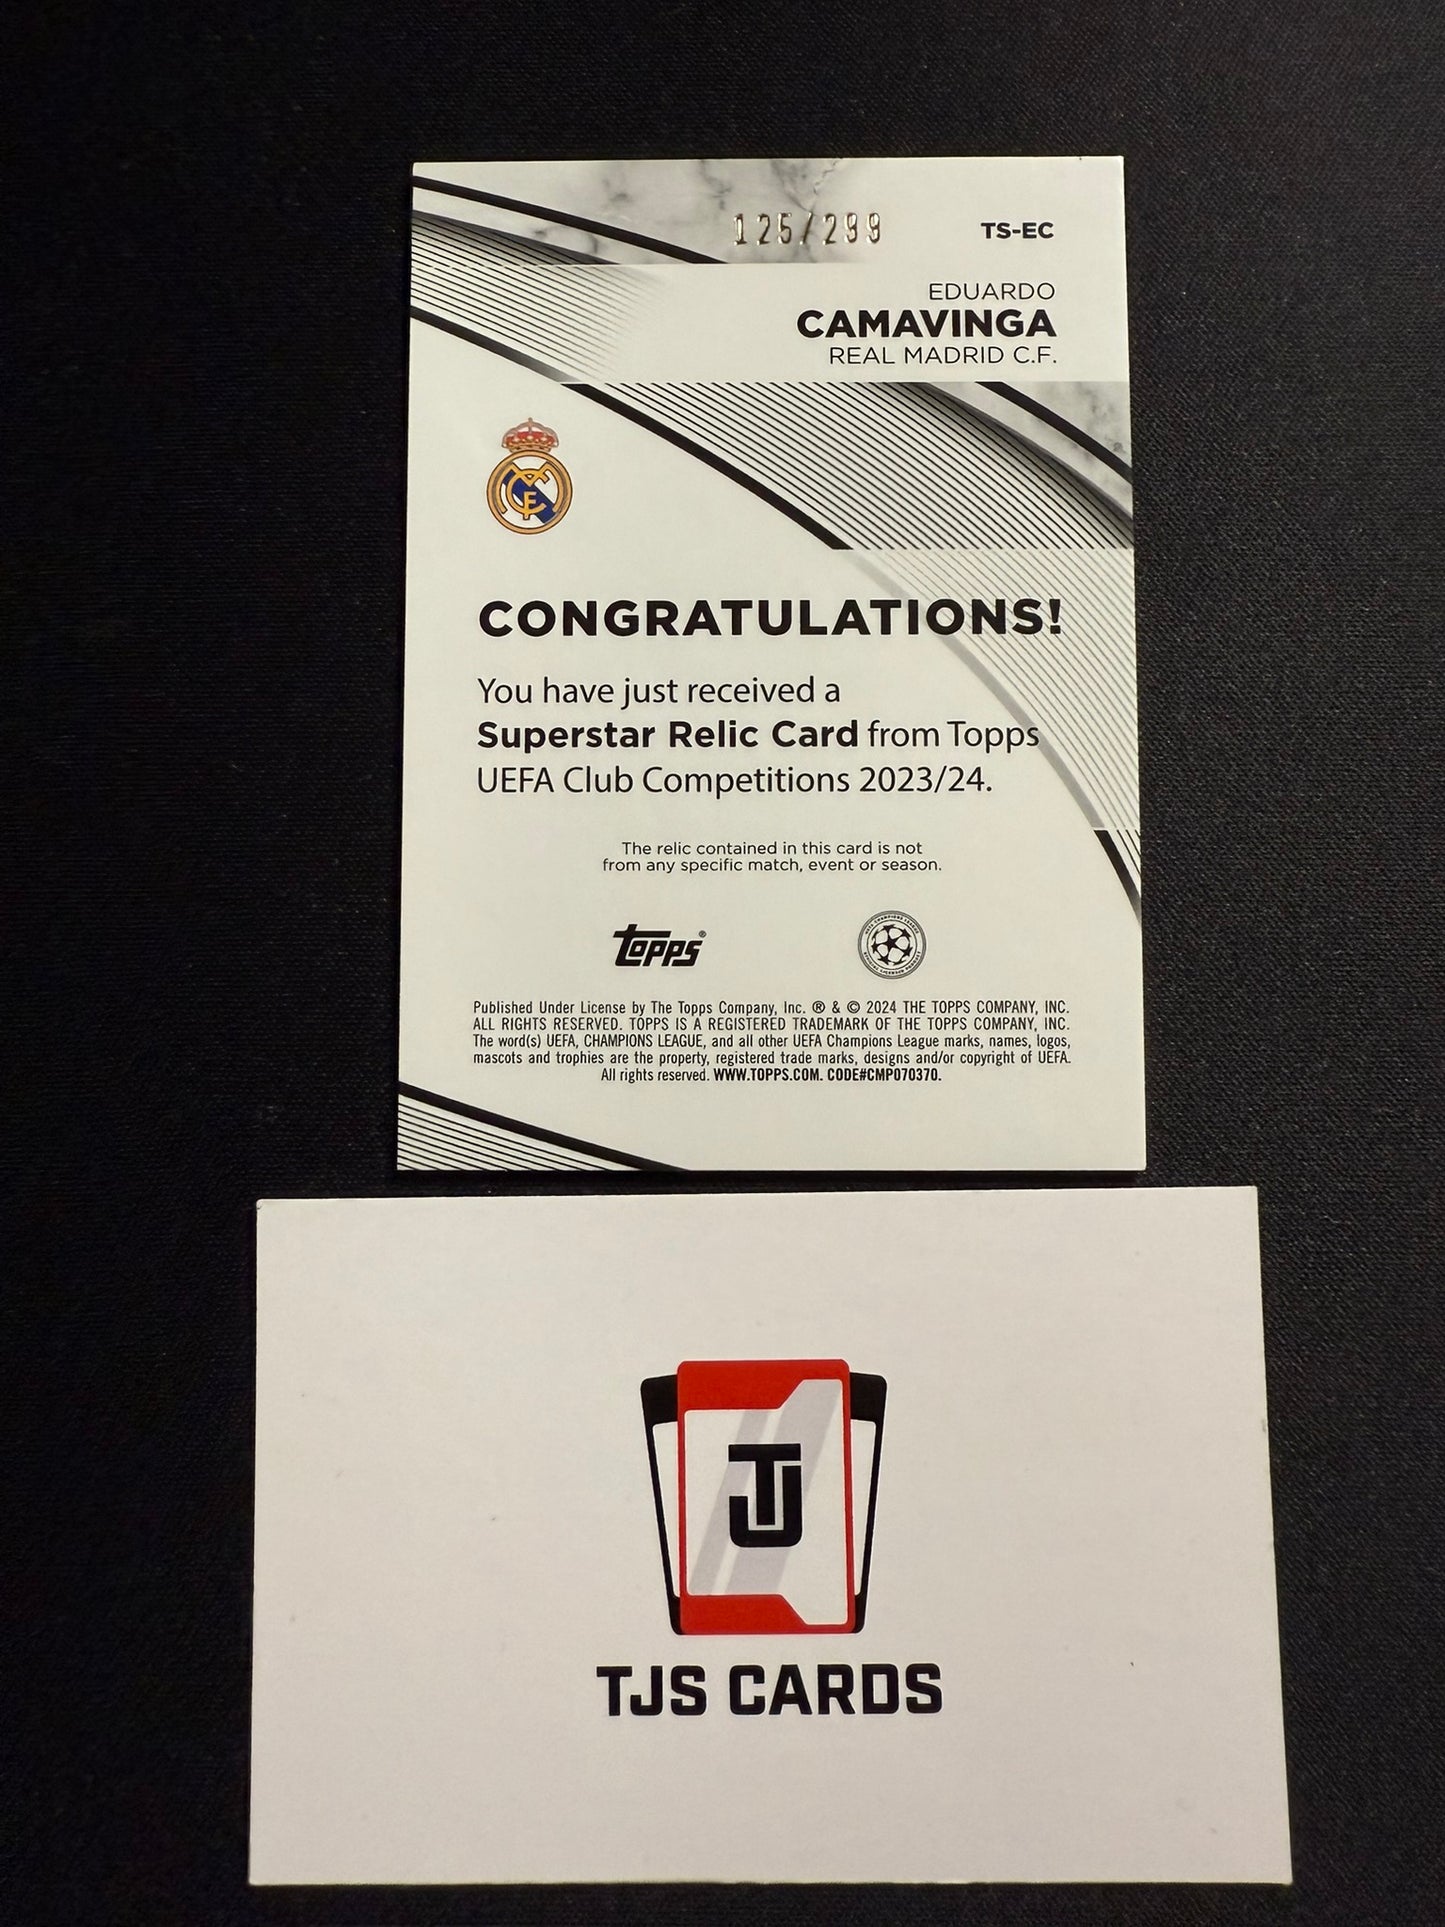 125/299
TS-EC
EDUARDO
CAMAVINGA
REAL MADRID C.F.
CONGRATULATIONS!
You have just received a
Superstar Relic Card from Topps
UEFA Club Competitions 2023/24.
The relic contained in this card is not
from any specific match, event or season.
Topps®
Published Under License by The Topps Company, Inc. ® & © 2024 THE TOPPS COMPANY, INC.
ALL RIGHTS RESERVED. TOPPS IS A REGISTERED TRADEMARK OF THE TOPPS COMPANY, INC.
The word(s) UEFA, CHAMPIONS LEAGUE, and all other UEFA Champions League marks, names, logos,
mascots and trophies are the property, registered trade marks, designs and/or copyright of UEFA.
All rights reserved. WWW.TOPPS.COM. CODE#CMP070370.
TJ
TJS CARDS